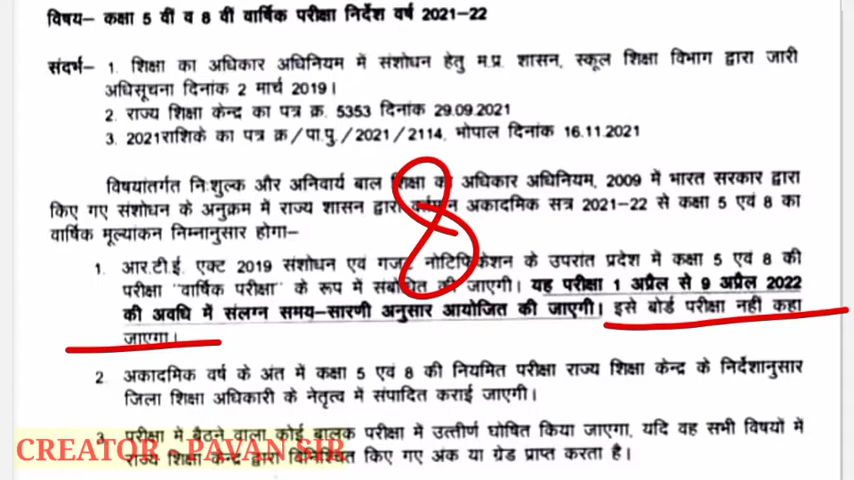 विषय– कक्षा 5 वीं व 8 वीं वार्षिक परीक्षा निर्देश वर्ष 2021-22
संदर्भ– 1. शिक्षा का अधिकार अधिनियम में संशोधन हेतु म.प्र. शासन, स्कूल शिक्षा विभाग द्वारा जारी
अधिसूचना दिनांक 2 मार्च 2019।
2. राज्य शिक्षा केन्द्र का पत्र क्र. 5353 दिनांक 29.09.2021
3. 2021राशिके का पत्र क्र/पा.पु./2021/2114, भोपाल दिनांक 16.11.2021
विषयांतर्गत निःशुल्क और अनिवार्य बाल शिक्षा का अधिकार अधिनियम, 2009 में भारत सरकार द्वारा
किए गए संशोधन के अनुक्रम में राज्य शासन द्वारा वर्तमान अकादमिक सत्र 2021-22 से कक्षा 5 एवं 8 का
वार्षिक मूल्यांकन निम्नानुसार होगा–
8
1. आर.टी.ई. एक्ट 2019 संशोधन एवं गजट नोटिफिकेशन के उपरांत प्रदेश में कक्षा 5 एवं 8 की
परीक्षा "वार्षिक परीक्षा" के रूप में संबोधित की जाएगी। यह परीक्षा 1 अप्रैल से 9 अप्रैल 2022
की अवधि में संलग्न समय–सारणी अनुसार आयोजित की जाएगी। इसे बोर्ड परीक्षा नहीं कहा
जाएगा।
2. अकादमिक वर्ष के अंत में कक्षा 5 एवं 8 की नियमित परीक्षा राज्य शिक्षा केन्द्र के निर्देशानुसार
जिला शिक्षा अधिकारी के नेतृत्व में संपादित कराई जाएगी।
3. परीक्षा में बैठने वाला कोई बालक परीक्षा में उत्तीर्ण घोषित किया जाएगा, यदि वह सभी विषयों में
राज्य शिक्षा केन्द्र द्वारा विनिश्चित किए गए अंक या ग्रेड प्राप्त करता है।
CREATOR - PAVAN SIR